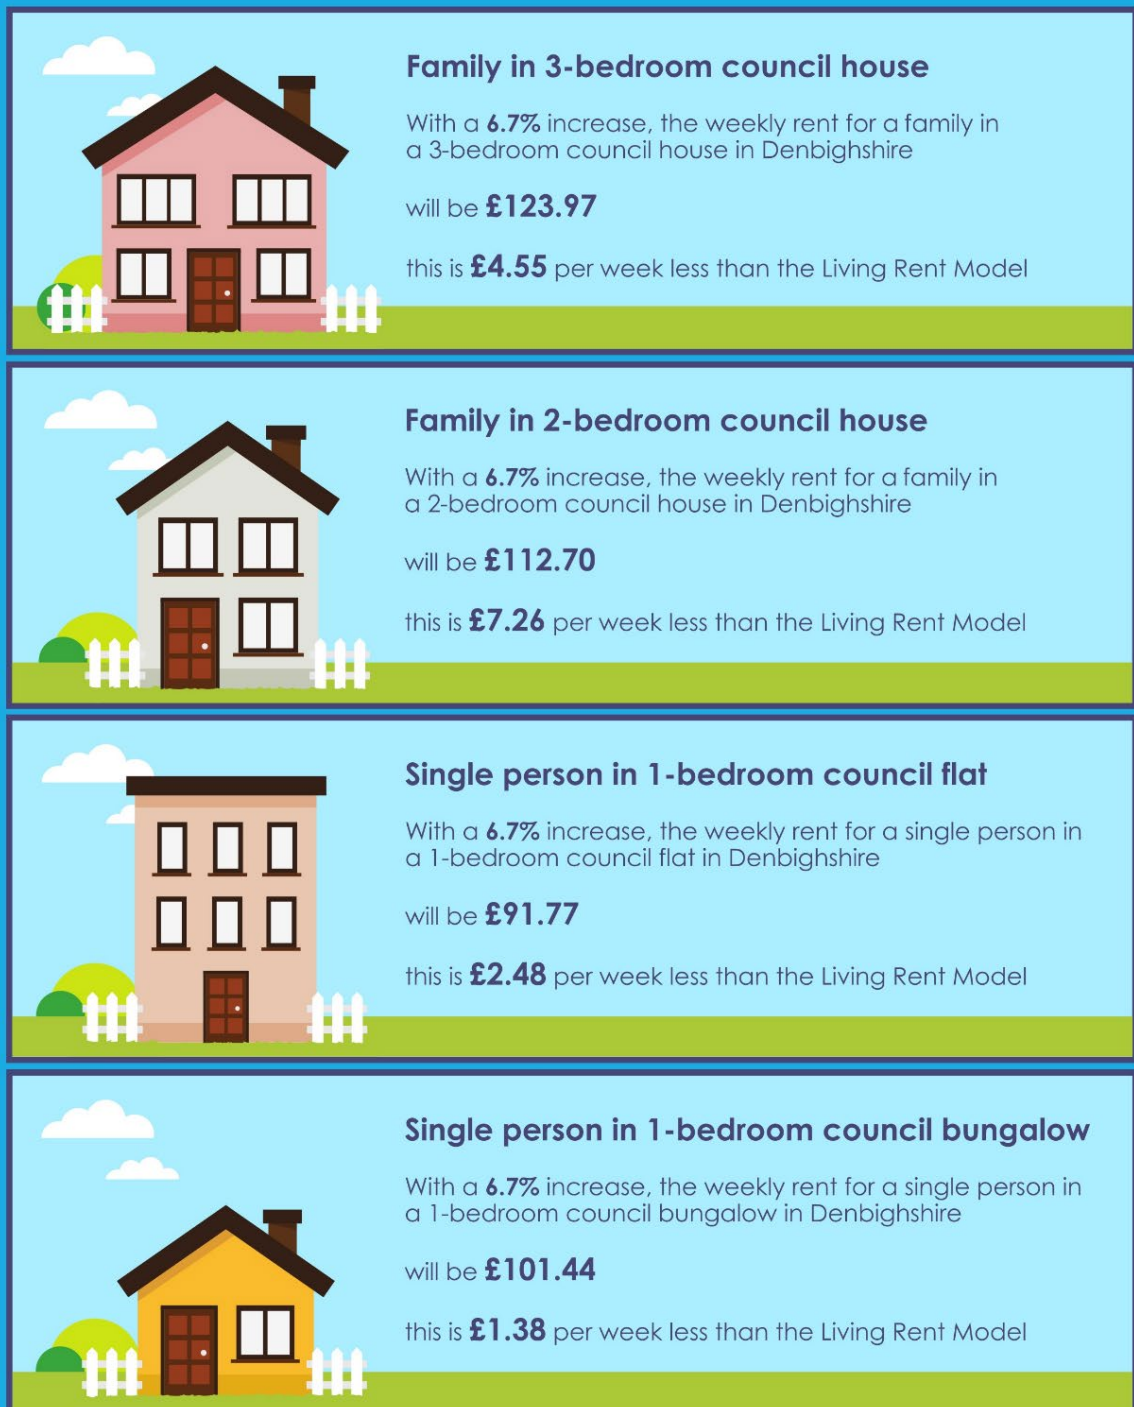 Family in 3-bedroom council house
With a 6.7% increase, the weekly rent for a family in
a 3-bedroom council house in Denbighshire
will be £123.97
this is £4.55 per week less than the Living Rent Model
Family in 2-bedroom council house
With a 6.7% increase, the weekly rent for a family in
a 2-bedroom council house in Denbighshire
will be £112.70
this is £7.26 per week less than the Living Rent Model
Single person in 1-bedroom council flat
With a 6.7% increase, the weekly rent for a single person in
a 1-bedroom council flat in Denbighshire
will be £91.77
this is £2.48 per week less than the Living Rent Model
Single person in 1-bedroom council bungalow
With a 6.7% increase, the weekly rent for a single person in
a 1-bedroom council bungalow in Denbighshire
will be £101.44
this is £1.38 per week less than the Living Rent Model